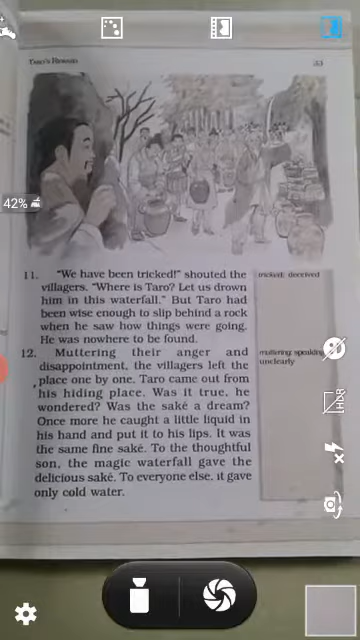 Taro's Reward
33
42%
11. "We have been tricked!" shouted the
villagers. "Where is Taro? Let us drown
him in this waterfall." But Taro had
been wise enough to slip behind a rock
when he saw how things were going.
He was nowhere to be found.
tricked: deceived
12. Muttering their anger and
disappointment, the villagers left the
place one by one. Taro came out from
his hiding place. Was it true, he
wondered? Was the saké a dream?
Once more he caught a little liquid in
his hand and put it to his lips. It was
the same fine saké. To the thoughtful
son, the magic waterfall gave the
delicious saké. To everyone else, it gave
only cold water.
muttering: speaking
unclearly
HDR